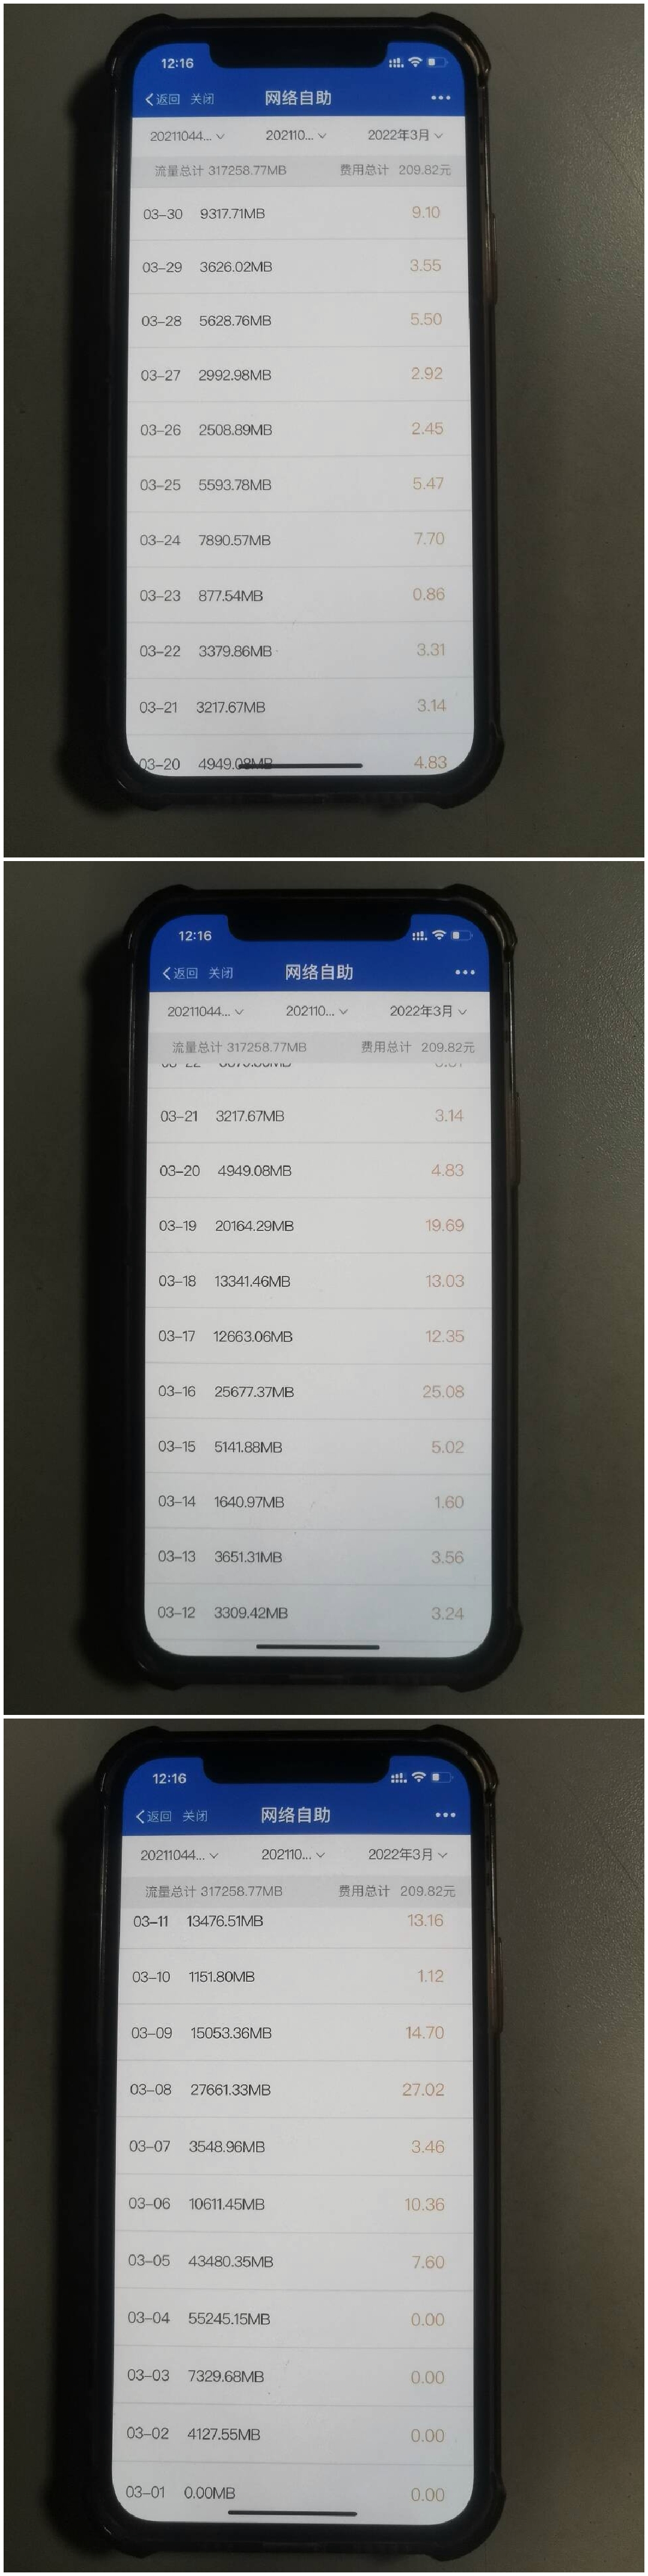 12:16
返回 关闭 网络自助
20211044... 202110... 2022年3月
流量总计 317258.77MB 费用总计 209.82元
03-30 9317.71MB 9.10
03-29 3626.02MB 3.55
03-28 5628.76MB 5.50
03-27 2992.98MB 2.92
03-26 2508.89MB 2.45
03-25 5593.78MB 5.47
03-24 7890.57MB 7.70
03-23 877.54MB 0.86
03-22 3379.86MB 3.31
03-21 3217.67MB 3.14
03-20 4949.08MB 4.83
12:16
返回 关闭 网络自助
20211044... 202110... 2022年3月
流量总计 317258.77MB 费用总计 209.82元
03-21 3217.67MB 3.14
03-20 4949.08MB 4.83
03-19 20164.29MB 19.69
03-18 13341.46MB 13.03
03-17 12663.06MB 12.35
03-16 25677.37MB 25.08
03-15 5141.88MB 5.02
03-14 1640.97MB 1.60
03-13 3651.31MB 3.56
03-12 3309.42MB 3.24
12:16
返回 关闭 网络自助
20211044... 202110... 2022年3月
流量总计 317258.77MB 费用总计 209.82元
03-11 13476.51MB 13.16
03-10 1151.80MB 1.12
03-09 15053.36MB 14.70
03-08 27661.33MB 27.02
03-07 3548.96MB 3.46
03-06 10611.45MB 10.36
03-05 43480.35MB 7.60
03-04 55245.15MB 0.00
03-03 7329.68MB 0.00
03-02 4127.55MB 0.00
03-01 0.00MB 0.00